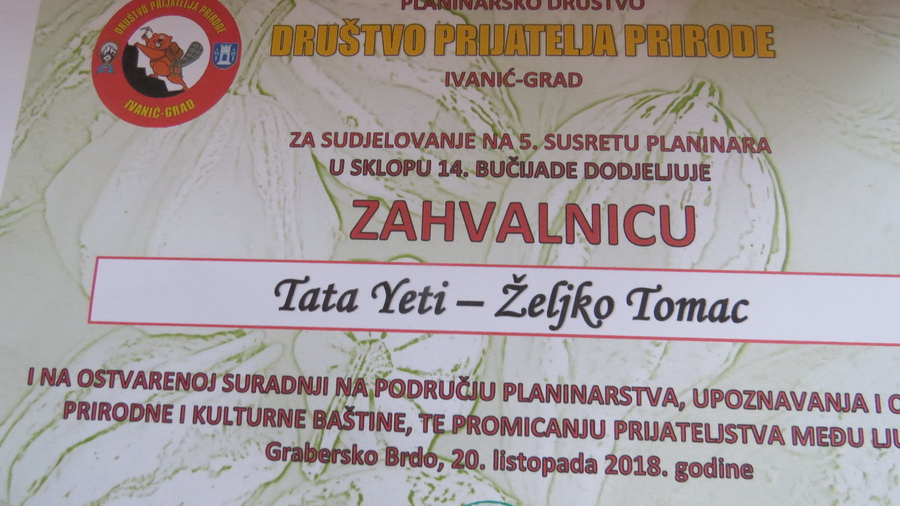 PLANINARSKO DRUŠTVO
DRUŠTVO PRIJATELJA PRIRODE
IVANIĆ-GRAD
DRUŠTVO PRIJATELJA PRIRODE
IVANIĆ-GRAD
ZA SUDJELOVANJE NA 5. SUSRETU PLANINARA
U SKLOPU 14. BUČIJADE DODJELJUJE
ZAHVALNICU
Tata Yeti – Željko Tomac
I NA OSTVARENOJ SURADNJI NA PODRUČJU PLANINARSTVA, UPOZNAVANJA I
PRIRODNE I KULTURNE BAŠTINE, TE PROMICANJU PRIJATELJSTVA MEĐU
Grabersko Brdo, 20. listopada 2018. godine